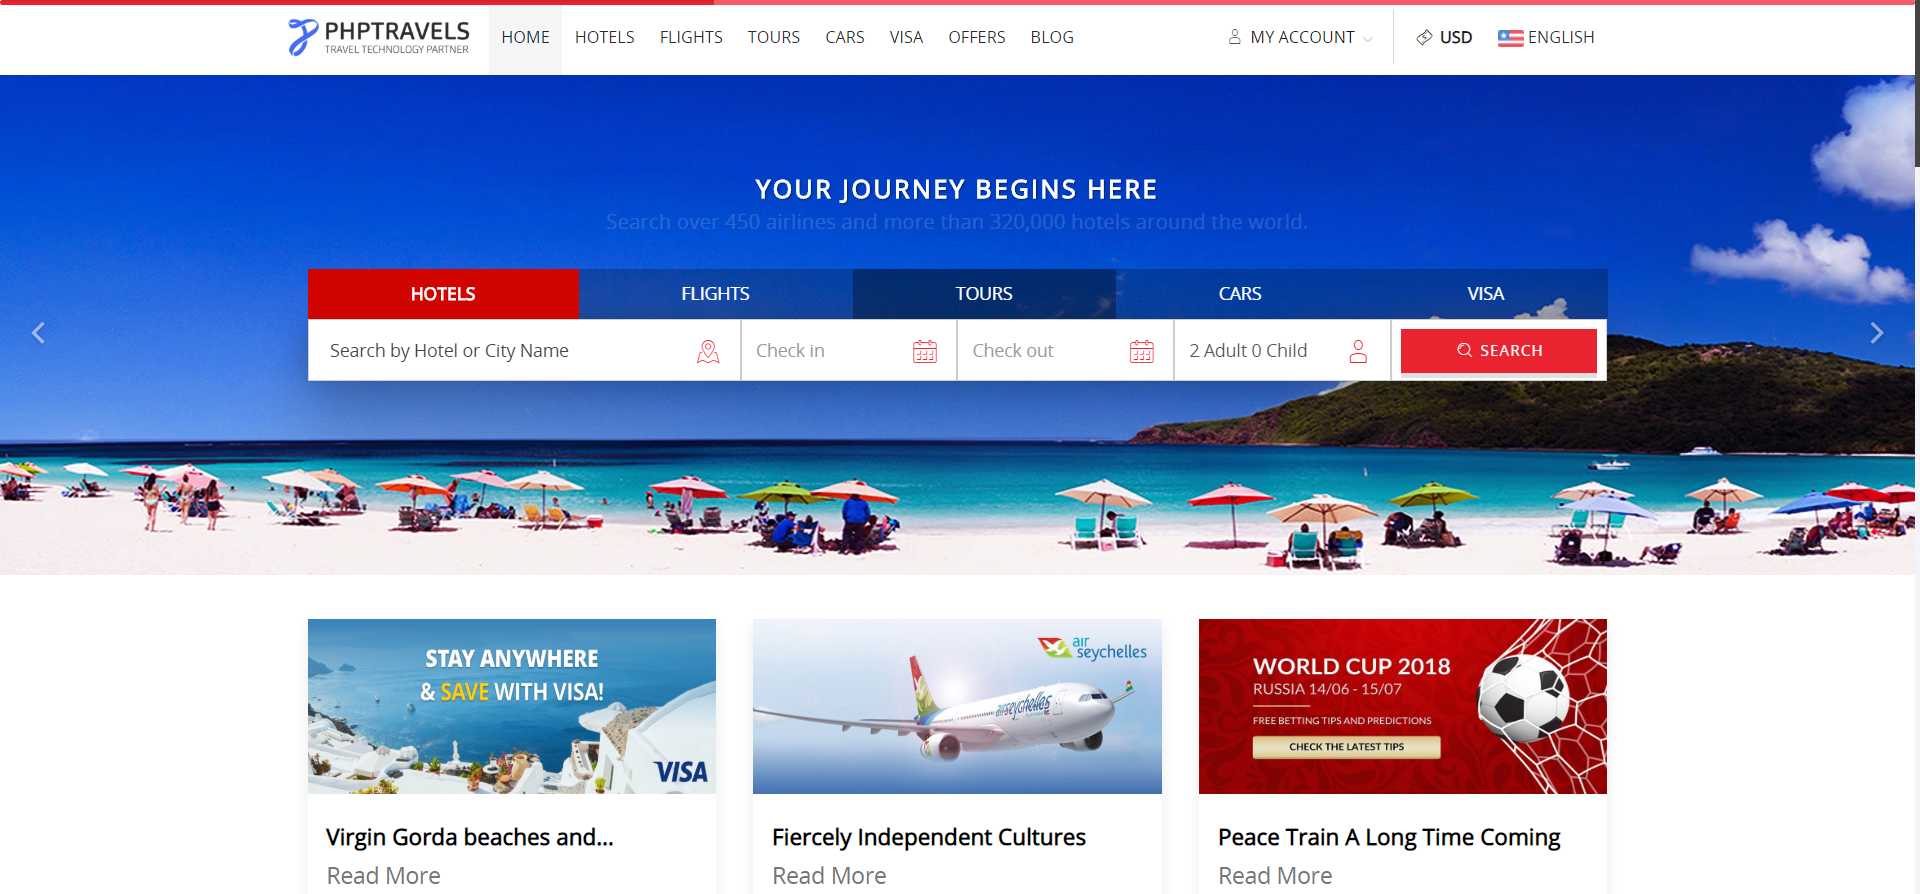 PHPTRAVELS
TRAVEL TECHNOLOGY PARTNER
HOME HOTELS FLIGHTS TOURS CARS VISA OFFERS BLOG MY ACCOUNT USD ENGLISH
YOUR JOURNEY BEGINS HERE
Search over 450 airlines and more than 320,000 hotels around the world.
HOTELS FLIGHTS TOURS CARS VISA
Search by Hotel or City Name Check in Check out 2 Adult 0 Child SEARCH
STAY ANYWHERE
& SAVE WITH VISA!
VISA
air
seychelles
airseychelles
WORLD CUP 2018
RUSSIA 14/06 - 15/07
FREE BETTING TIPS AND PREDICTIONS
CHECK THE LATEST TIPS
Virgin Gorda beaches and...
Read More
Fiercely Independent Cultures
Read More
Peace Train A Long Time Coming
Read More